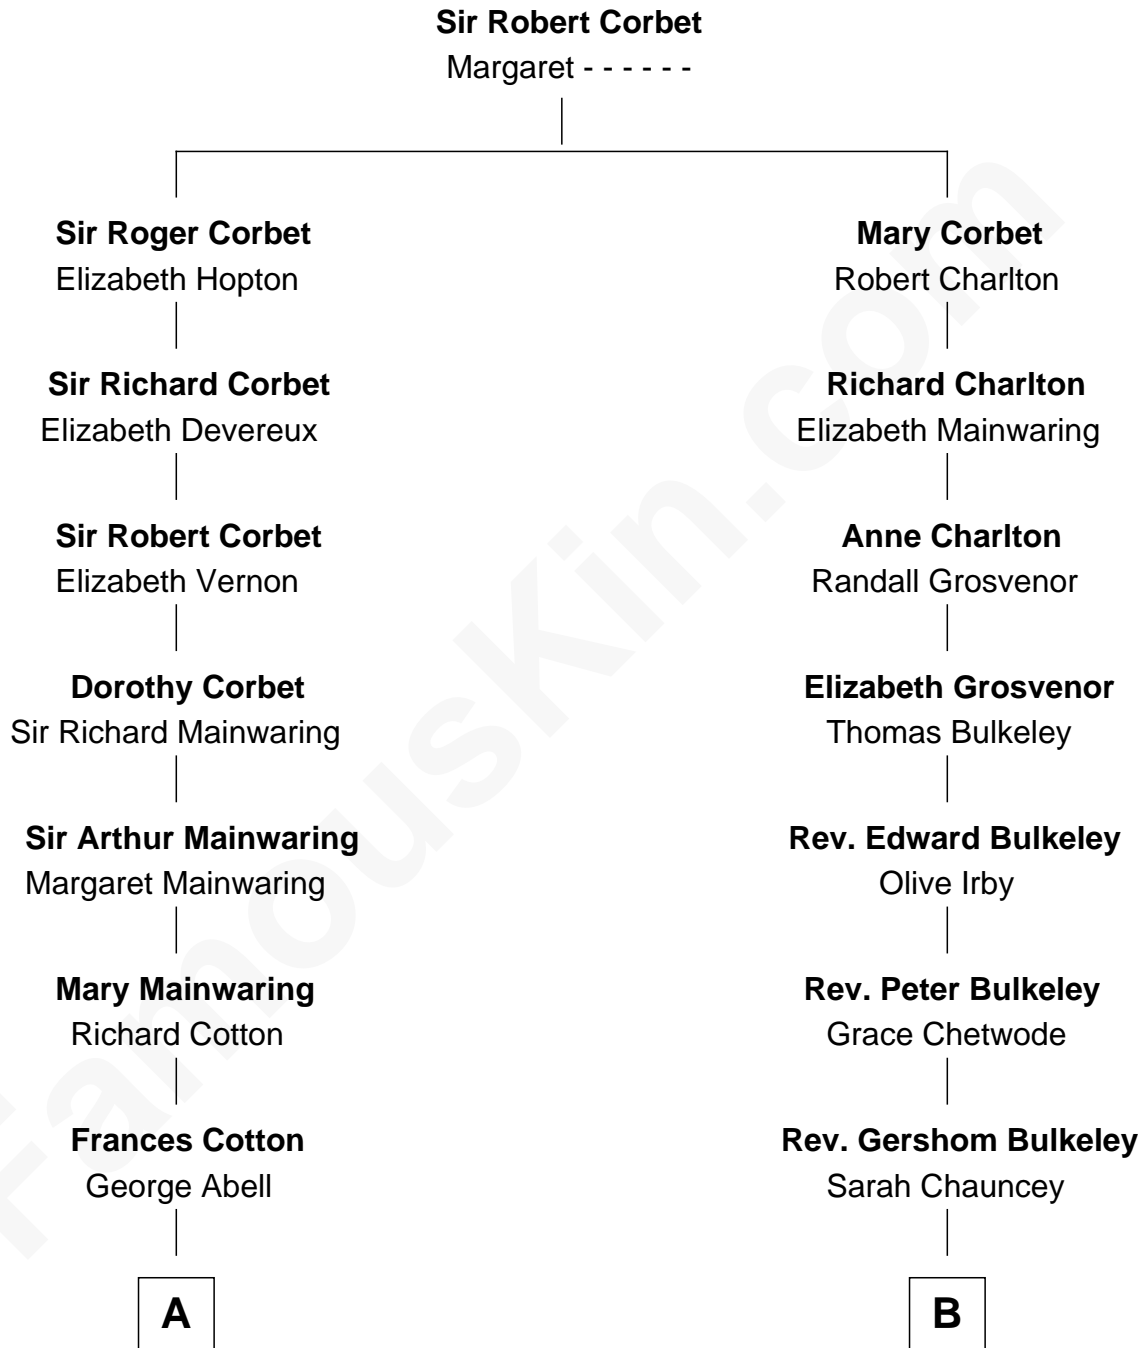 Sir Robert Corbet
Margaret - - - - - -
Sir Roger Corbet
Elizabeth Hopton
Mary Corbet
Robert Charlton
Sir Richard Corbet
Elizabeth Devereux
Richard Charlton
Elizabeth Mainwaring
Sir Robert Corbet
Elizabeth Vernon
Anne Charlton
Randall Grosvenor
Dorothy Corbet
Sir Richard Mainwaring
Elizabeth Grosvenor
Thomas Bulkeley
Sir Arthur Mainwaring
Margaret Mainwaring
Rev. Edward Bulkeley
Olive Irby
Mary Mainwaring
Richard Cotton
Rev. Peter Bulkeley
Grace Chetwode
Frances Cotton
George Abell
Rev. Gershom Bulkeley
Sarah Chauncey
A
B
FamousKin.com